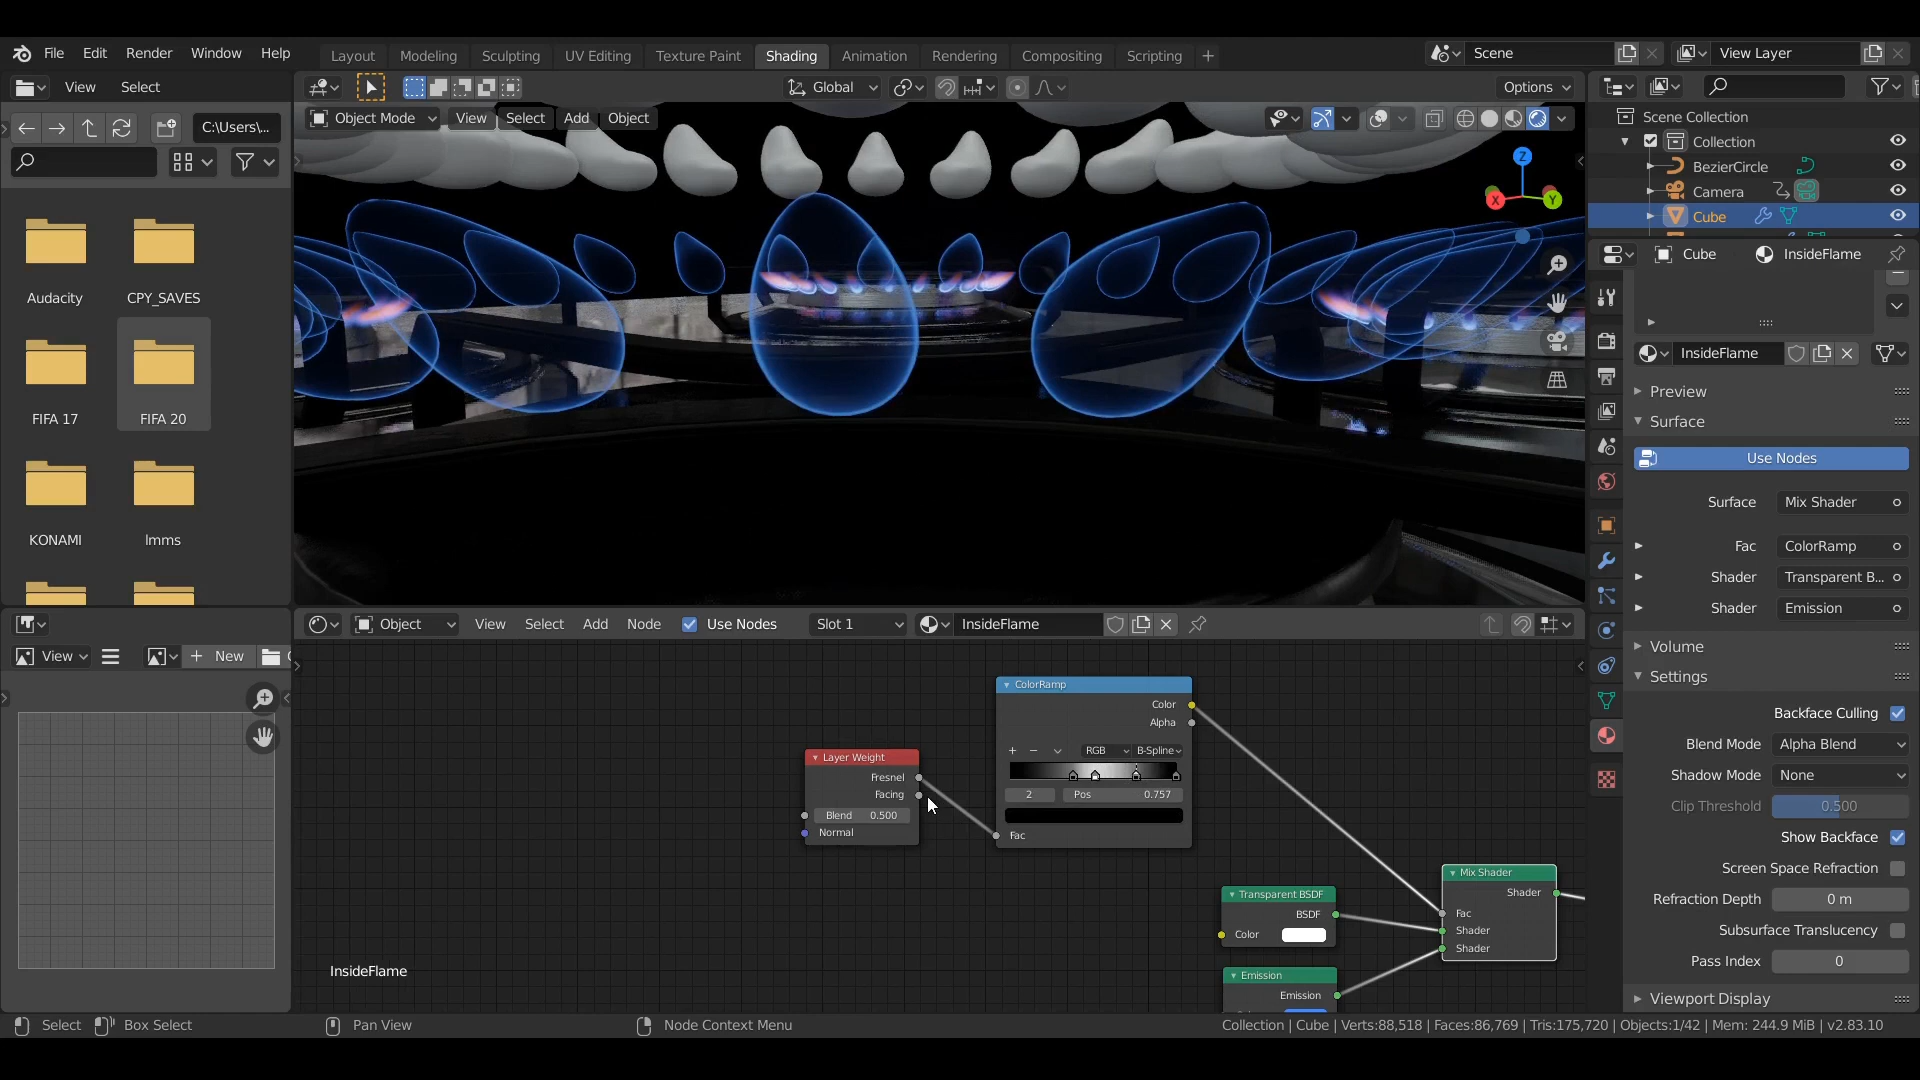 File Edit Render Window Help
Layout Modeling Sculpting UV Editing Texture Paint Shading Animation Rendering Compositing Scripting +
Scene
View Layer
View Select
Global
Options
C:\Users\...
Object Mode View Select Add Object
Z
X
Y
Scene Collection
Collection
BezierCircle
Camera
Cube
Cube
InsideFlame
Audacity
CPY_SAVES
FIFA 17
FIFA 20
KONAMI
lmms
InsideFlame
Preview
Surface
Use Nodes
Surface Mix Shader
Fac ColorRamp
Shader Transparent B...
Shader Emission
Volume
Settings
Backface Culling
Blend Mode Alpha Blend
Shadow Mode None
Clip Threshold 0.500
Show Backface
Screen Space Refraction
Refraction Depth 0 m
Subsurface Translucency
Pass Index 0
Viewport Display
Object View Select Add Node Use Nodes Slot 1 InsideFlame
View
New
ColorRamp
Color
Alpha
+ − RGB B-Spline
2 Pos 0.757
Fac
Layer Weight
Fresnel
Facing
Blend 0.500
Normal
Transparent BSDF
BSDF
Color
Emission
Emission
Mix Shader
Shader
Fac
Shader
Shader
InsideFlame
Select Box Select Pan View Node Context Menu
Collection | Cube | Verts:88,518 | Faces:86,769 | Tris:175,720 | Objects:1/42 | Mem: 244.9 MiB | v2.83.10